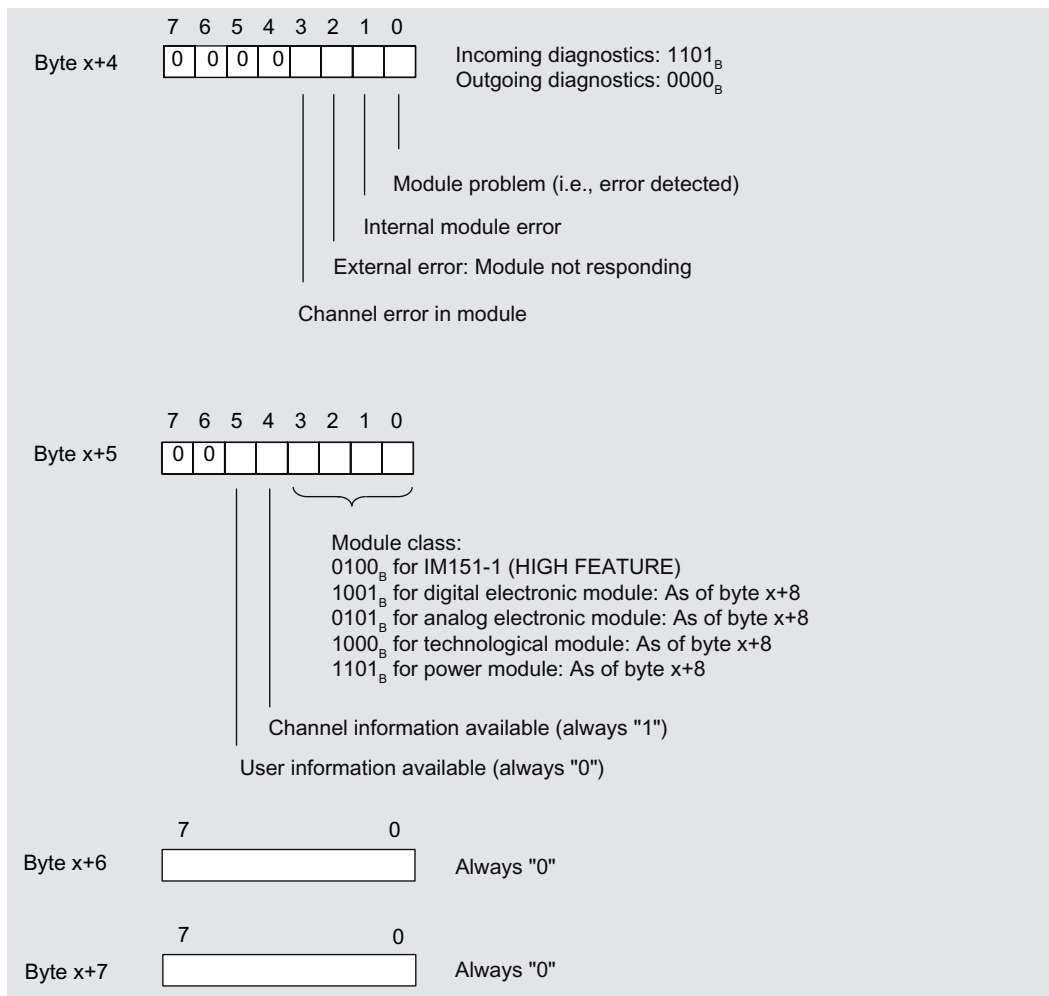 7 6 5 4 3 2 1 0
Byte x+4
0 0 0 0
Incoming diagnostics: 1101B
Outgoing diagnostics: 0000B
Module problem (i.e., error detected)
Internal module error
External error: Module not responding
Channel error in module
7 6 5 4 3 2 1 0
Byte x+5
0 0
Module class:
0100B for IM151-1 (HIGH FEATURE)
1001B for digital electronic module: As of byte x+8
0101B for analog electronic module: As of byte x+8
1000B for technological module: As of byte x+8
1101B for power module: As of byte x+8
Channel information available (always "1")
User information available (always "0")
7 0
Byte x+6
Always "0"
7 0
Byte x+7
Always "0"